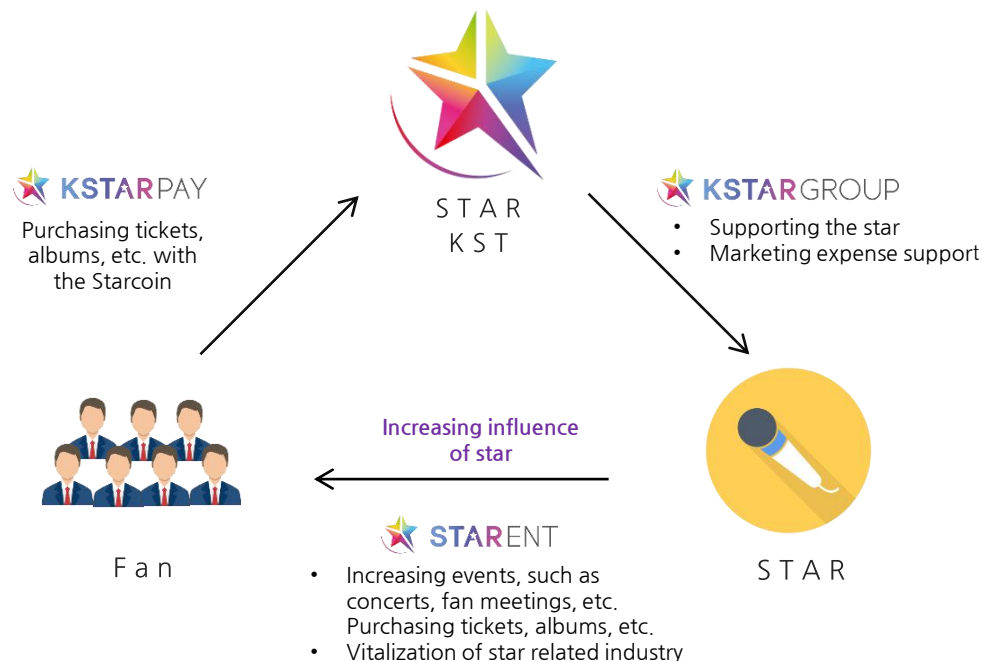 STAR
KST
KSTARPAY
Purchasing tickets,
albums, etc. with
the Starcoin
KSTARGROUP
• Supporting the star
• Marketing expense support
Increasing influence
of star
STARENT
• Increasing events, such as
concerts, fan meetings, etc.
Purchasing tickets, albums, etc.
• Vitalization of star related industry
Fan
STAR